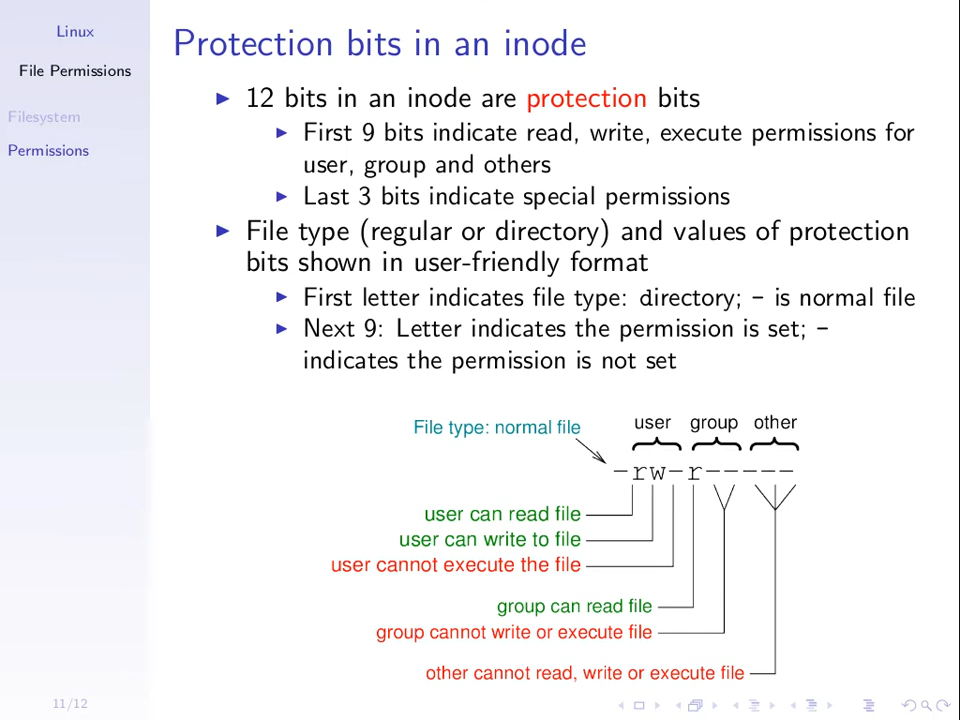 Linux
File Permissions
Filesystem
Permissions
Protection bits in an inode
12 bits in an inode are protection bits
First 9 bits indicate read, write, execute permissions for
user, group and others
Last 3 bits indicate special permissions
File type (regular or directory) and values of protection
bits shown in user-friendly format
First letter indicates file type: directory; - is normal file
Next 9: Letter indicates the permission is set; -
indicates the permission is not set
File type: normal file
user group other
-rw-r-----
user can read file
user can write to file
user cannot execute the file
group can read file
group cannot write or execute file
other cannot read, write or execute file
11/12